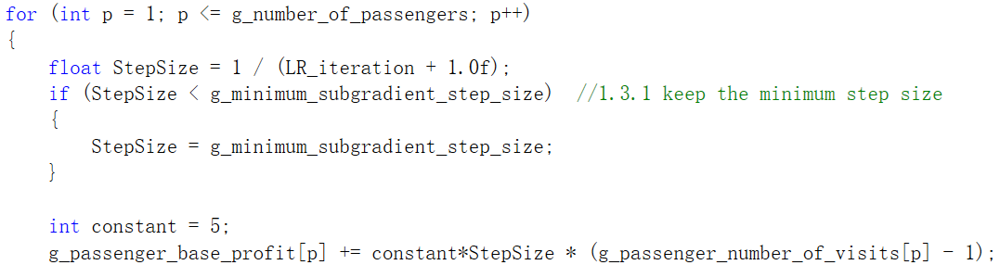 for (int p = 1; p <= g_number_of_passengers; p++)
{
    float StepSize = 1 / (LR_iteration + 1.0f);
    if (StepSize < g_minimum_subgradient_step_size)  //1.3.1 keep the minimum step size
    {
        StepSize = g_minimum_subgradient_step_size;
    }

    int constant = 5;
    g_passenger_base_profit[p] += constant*StepSize * (g_passenger_number_of_visits[p] - 1);